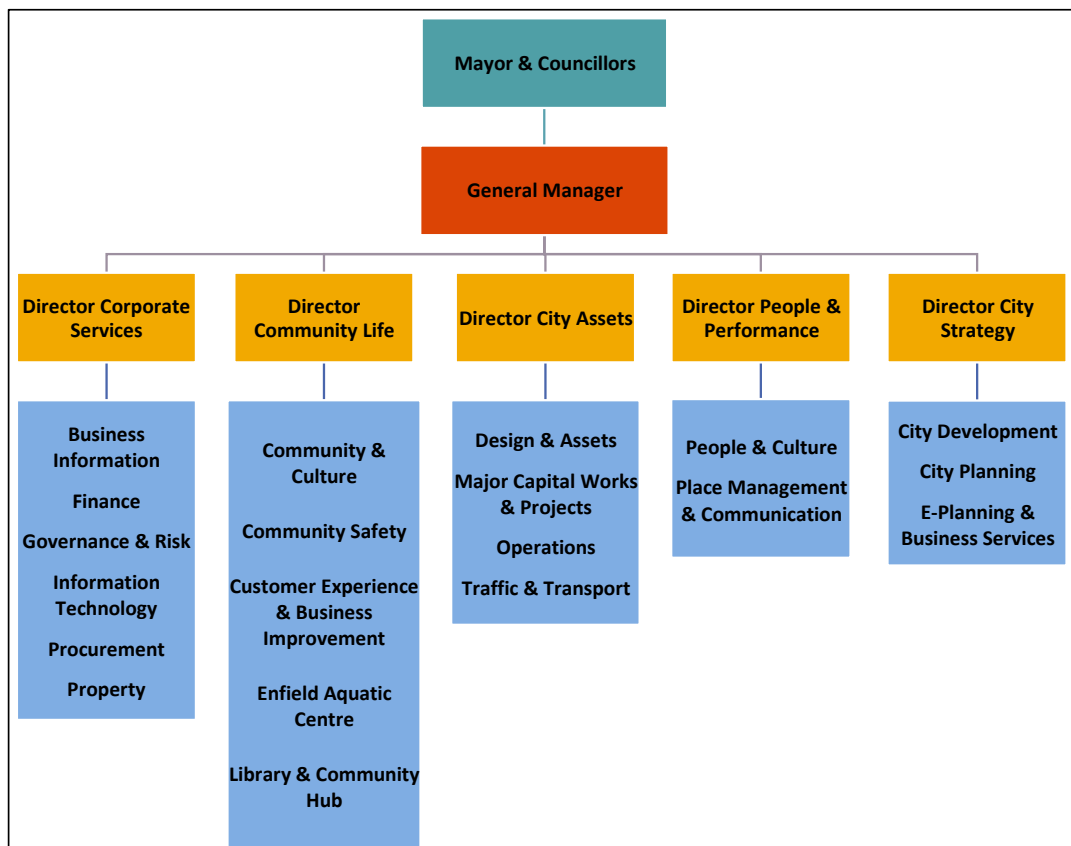 Mayor & Councillors
General Manager
Director Corporate
Services
Director
Community Life
Director City Assets
Director People &
Performance
Director City
Strategy
Business
Information
Finance
Governance & Risk
Information
Technology
Procurement
Property
Community &
Culture
Community Safety
Customer Experience
& Business
Improvement
Enfield Aquatic
Centre
Library & Community
Hub
Design & Assets
Major Capital Works
& Projects
Operations
Traffic & Transport
People & Culture
Place Management
& Communication
City Development
City Planning
E-Planning &
Business Services